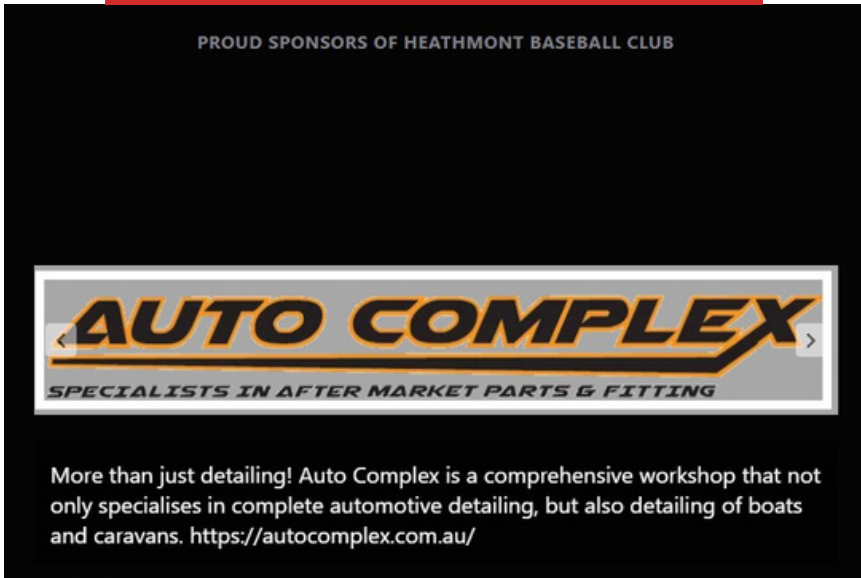 PROUD SPONSORS OF HEATHMONT BASEBALL CLUB
AUTO COMPLEX
SPECIALISTS IN AFTER MARKET PARTS & FITTING
More than just detailing! Auto Complex is a comprehensive workshop that not
only specialises in complete automotive detailing, but also detailing of boats
and caravans. https://autocomplex.com.au/